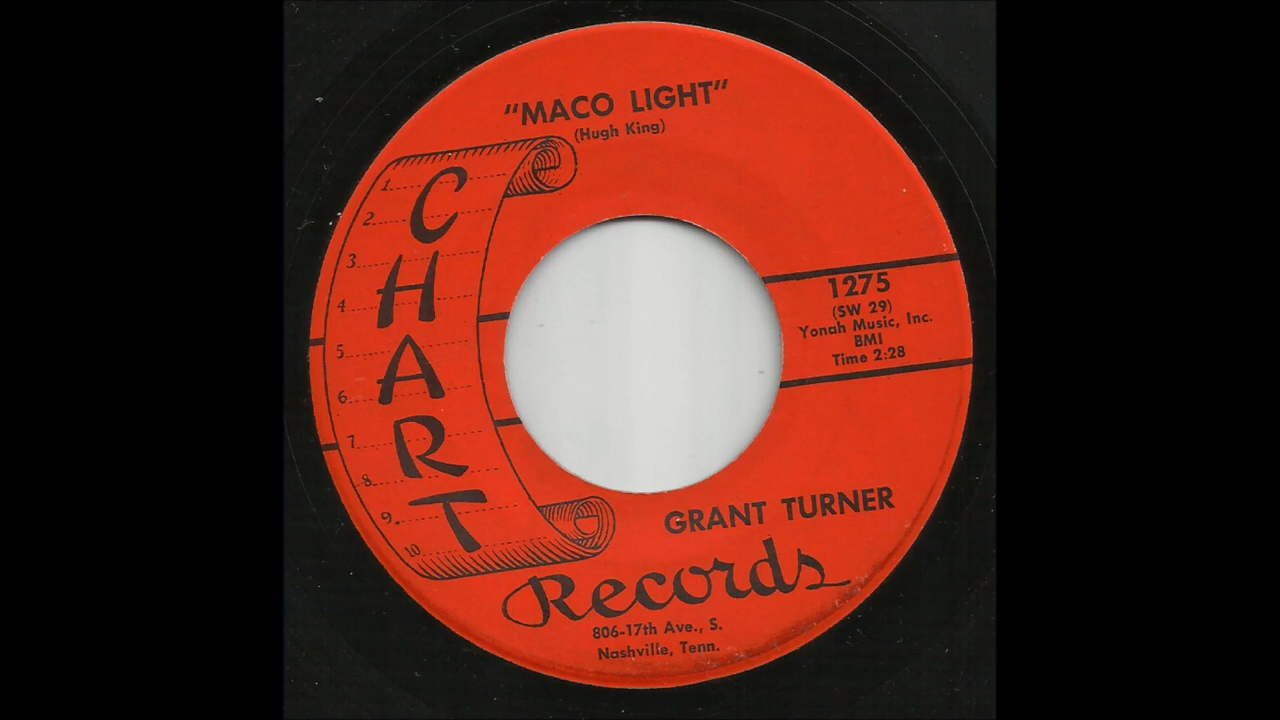 "MACO LIGHT"
(Hugh King)
CHART
1
2
3
4
5
6
7
8
9
10
1275
(SW 29)
Yonah Music, Inc.
BMI
Time 2:28
GRANT TURNER
Records
806-17th Ave., S.
Nashville, Tenn.